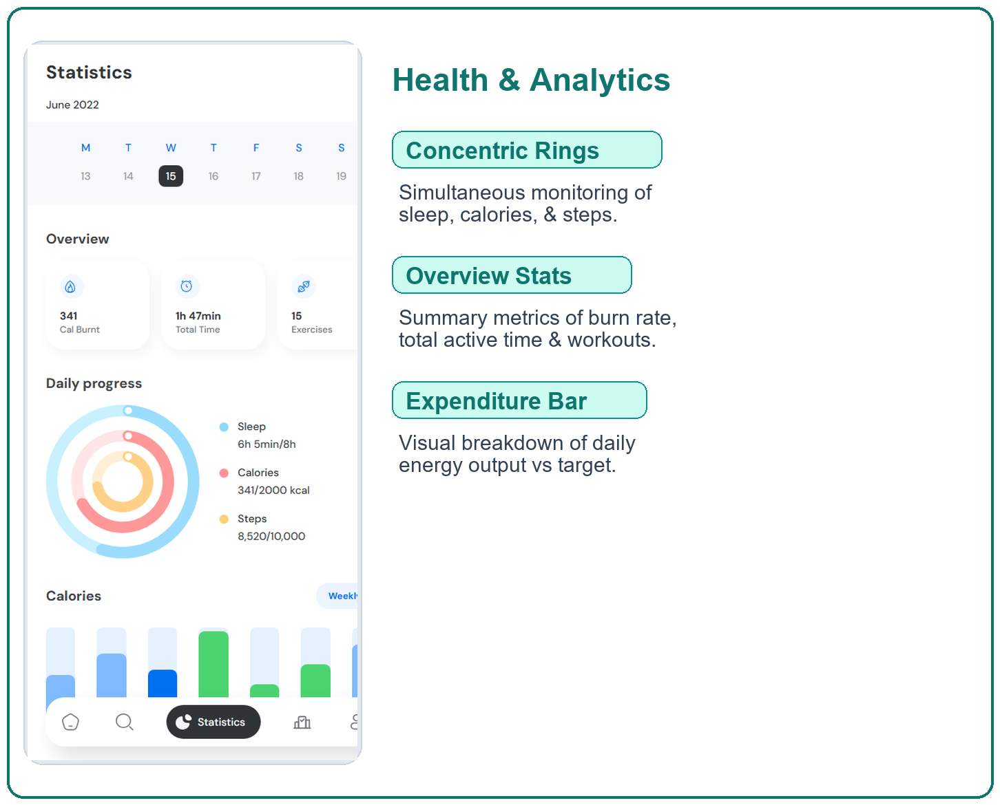 Statistics
June 2022
M T W T F S S
13 14 15 16 17 18 19
Overview
341
Cal Burnt
1h 47min
Total Time
15
Exercises
Daily progress
Sleep
6h 5min/8h
Calories
341/2000 kcal
Steps
8,520/10,000
Calories
Statistics
Health & Analytics
Concentric Rings
Simultaneous monitoring of
sleep, calories, & steps.
Overview Stats
Summary metrics of burn rate,
total active time & workouts.
Expenditure Bar
Visual breakdown of daily
energy output vs target.